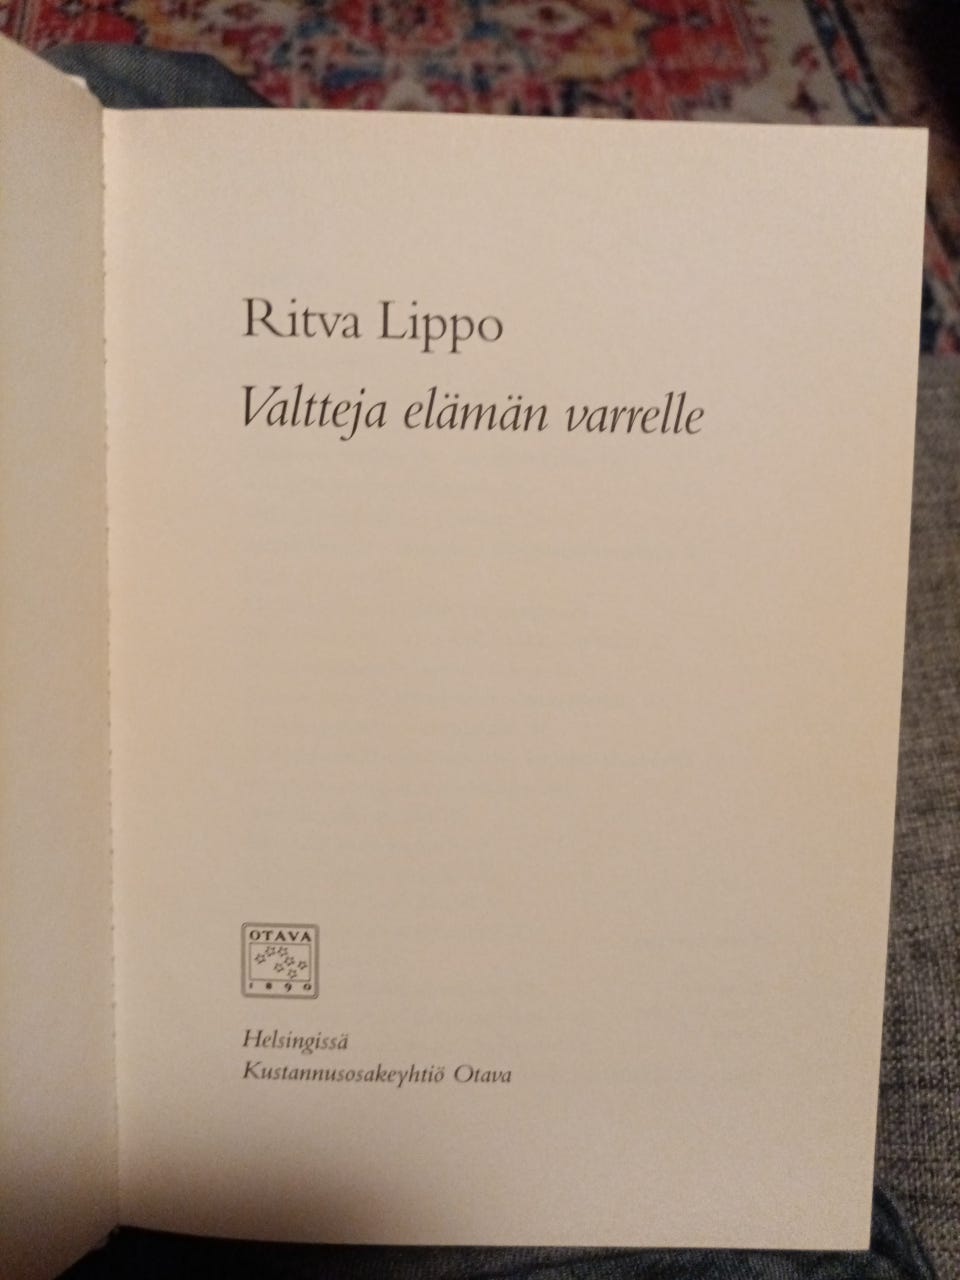 Ritva Lippo
Valtteja elämän varrelle
OTAVA
1890
Helsingissä
Kustannusosakeyhtiö Otava